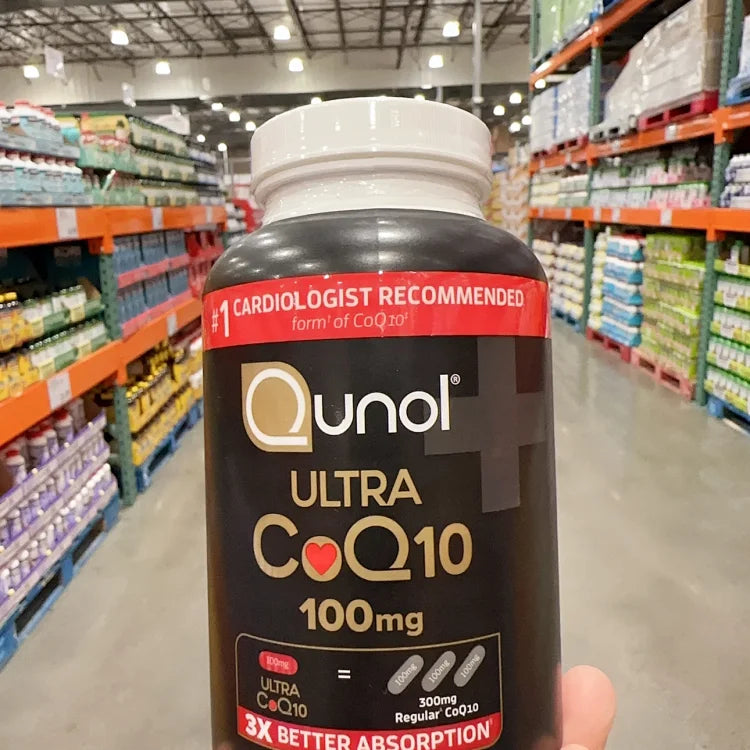 #1 CARDIOLOGIST RECOMMENDED
form† of CoQ10‡
Qunol®
ULTRA
CoQ10
100mg
100mg
=
100mg 100mg 100mg
ULTRA
CoQ10
300mg
Regular CoQ10
3X BETTER ABSORPTION